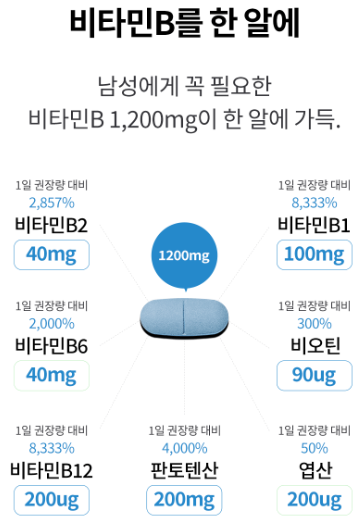 비타민B를 한 알에
남성에게 꼭 필요한
비타민B 1,200mg이 한 알에 가득.
1일 권장량 대비
2,857%
비타민B2
40mg
1일 권장량 대비
8,333%
비타민B1
100mg
1200mg
1일 권장량 대비
2,000%
비타민B6
40mg
1일 권장량 대비
300%
비오틴
90ug
1일 권장량 대비
8,333%
비타민B12
200ug
1일 권장량 대비
4,000%
판토텐산
200mg
1일 권장량 대비
50%
엽산
200ug